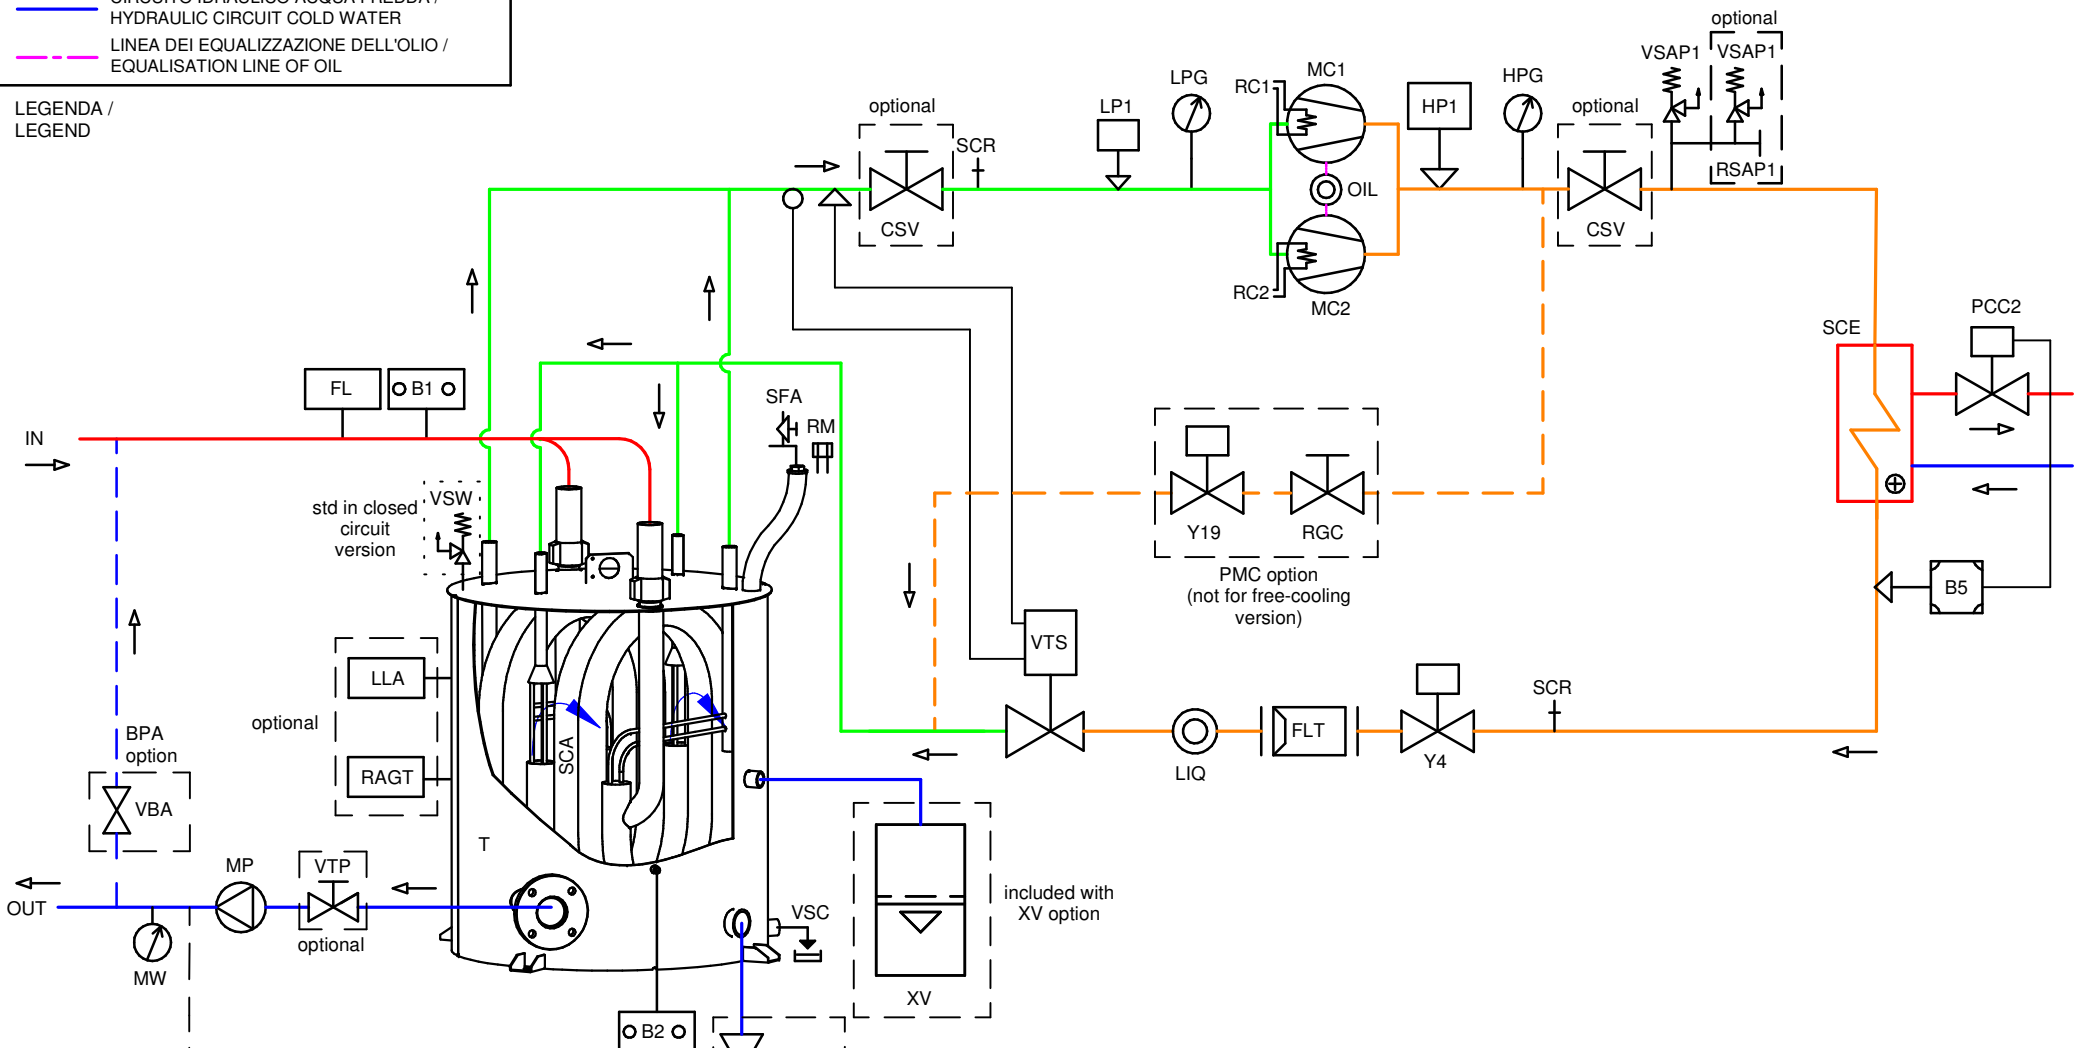 CIRCUITO IDRAULICO ACQUA FREDDA /
HYDRAULIC CIRCUIT COLD WATER
LINEA DEI EQUALIZZAZIONE DELL'OLIO /
EQUALISATION LINE OF OIL
LEGENDA /
LEGEND
optional
VSAP1
VSAP1
RSAP1
optional
CSV
HPG
HP1
MC1
RC1
OIL
RC2
MC2
LPG
LP1
SCR
optional
CSV
SCE
PCC2
B5
FL
B1
IN
SFA
RM
std in closed
circuit
version
VSW
Y19
RGC
PMC option
(not for free-cooling
version)
VTS
LIQ
FLT
Y4
SCR
LLA
optional
RAGT
SCA
T
BPA
option
VBA
MP
VTP
optional
OUT
MW
VSC
B2
XV
included with
XV option